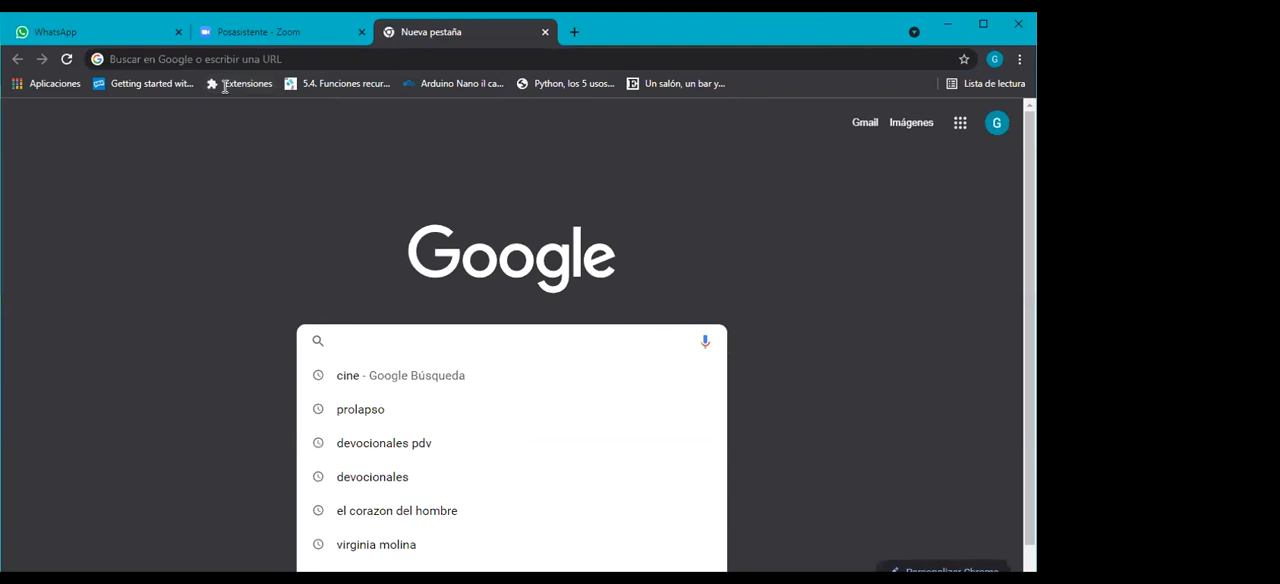 WhatsApp
Posasistente - Zoom
Nueva pestaña
Buscar en Google o escribir una URL
G
Aplicaciones
Getting started wit...
Extensiones
5.4. Funciones recur...
Arduino Nano il ca...
Python, los 5 usos...
Un salón, un bar y...
Lista de lectura
Gmail
Imágenes
G
Google
cine - Google Búsqueda
prolapso
devocionales pdv
devocionales
el corazon del hombre
virginia molina
Personalizar Chrome